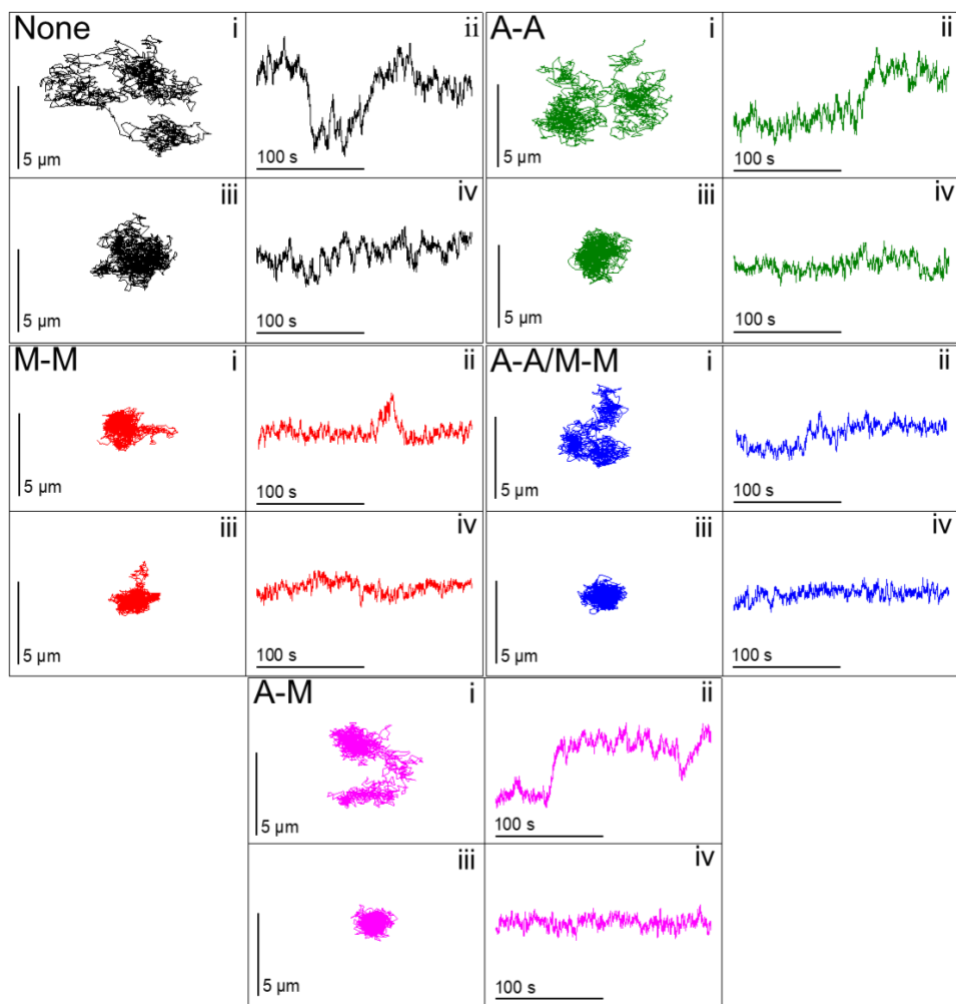 None i
5 μm
ii
100 s
A-A i
5 μm
ii
100 s
iii
5 μm
iv
100 s
iii
5 μm
iv
100 s
M-M i
5 μm
ii
100 s
A-A/M-M i
5 μm
ii
100 s
iii
5 μm
iv
100 s
iii
5 μm
iv
100 s
A-M i
5 μm
ii
100 s
iii
5 μm
iv
100 s